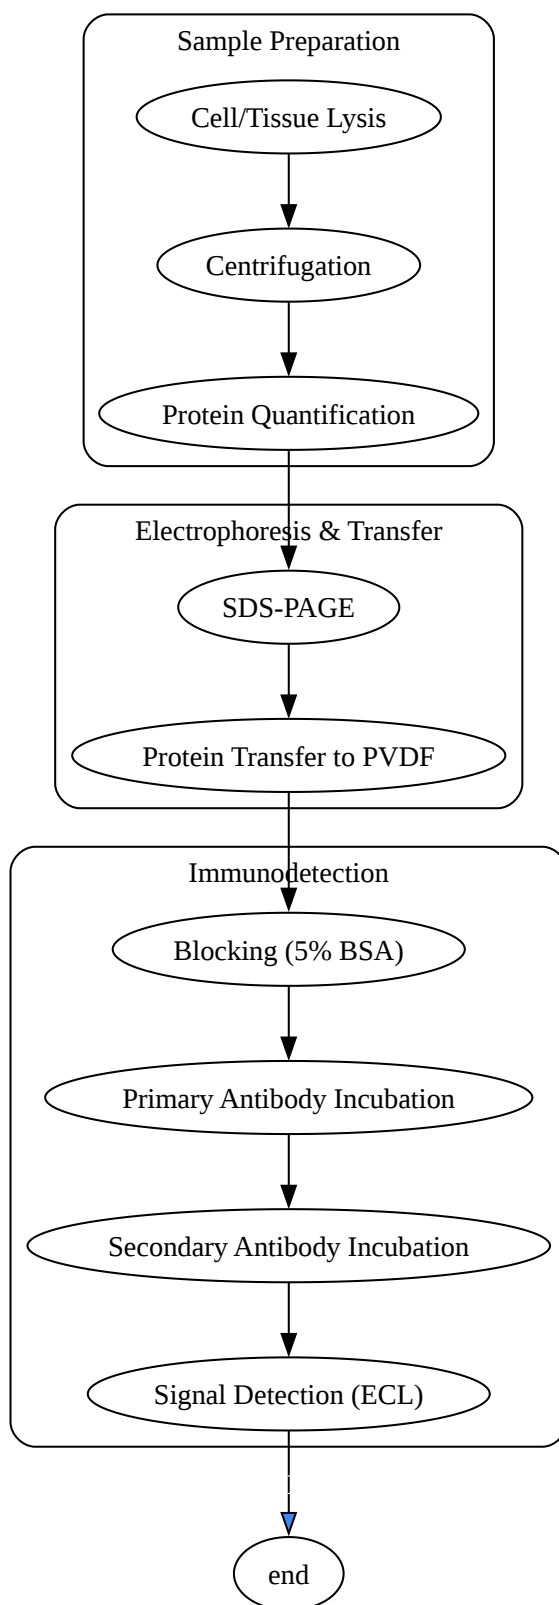 Sample Preparation
Cell/Tissue Lysis
Centrifugation
Protein Quantification
Electrophoresis & Transfer
SDS-PAGE
Protein Transfer to PVDF
Immunodetection
Blocking (5% BSA)
Primary Antibody Incubation
Secondary Antibody Incubation
Signal Detection (ECL)
end